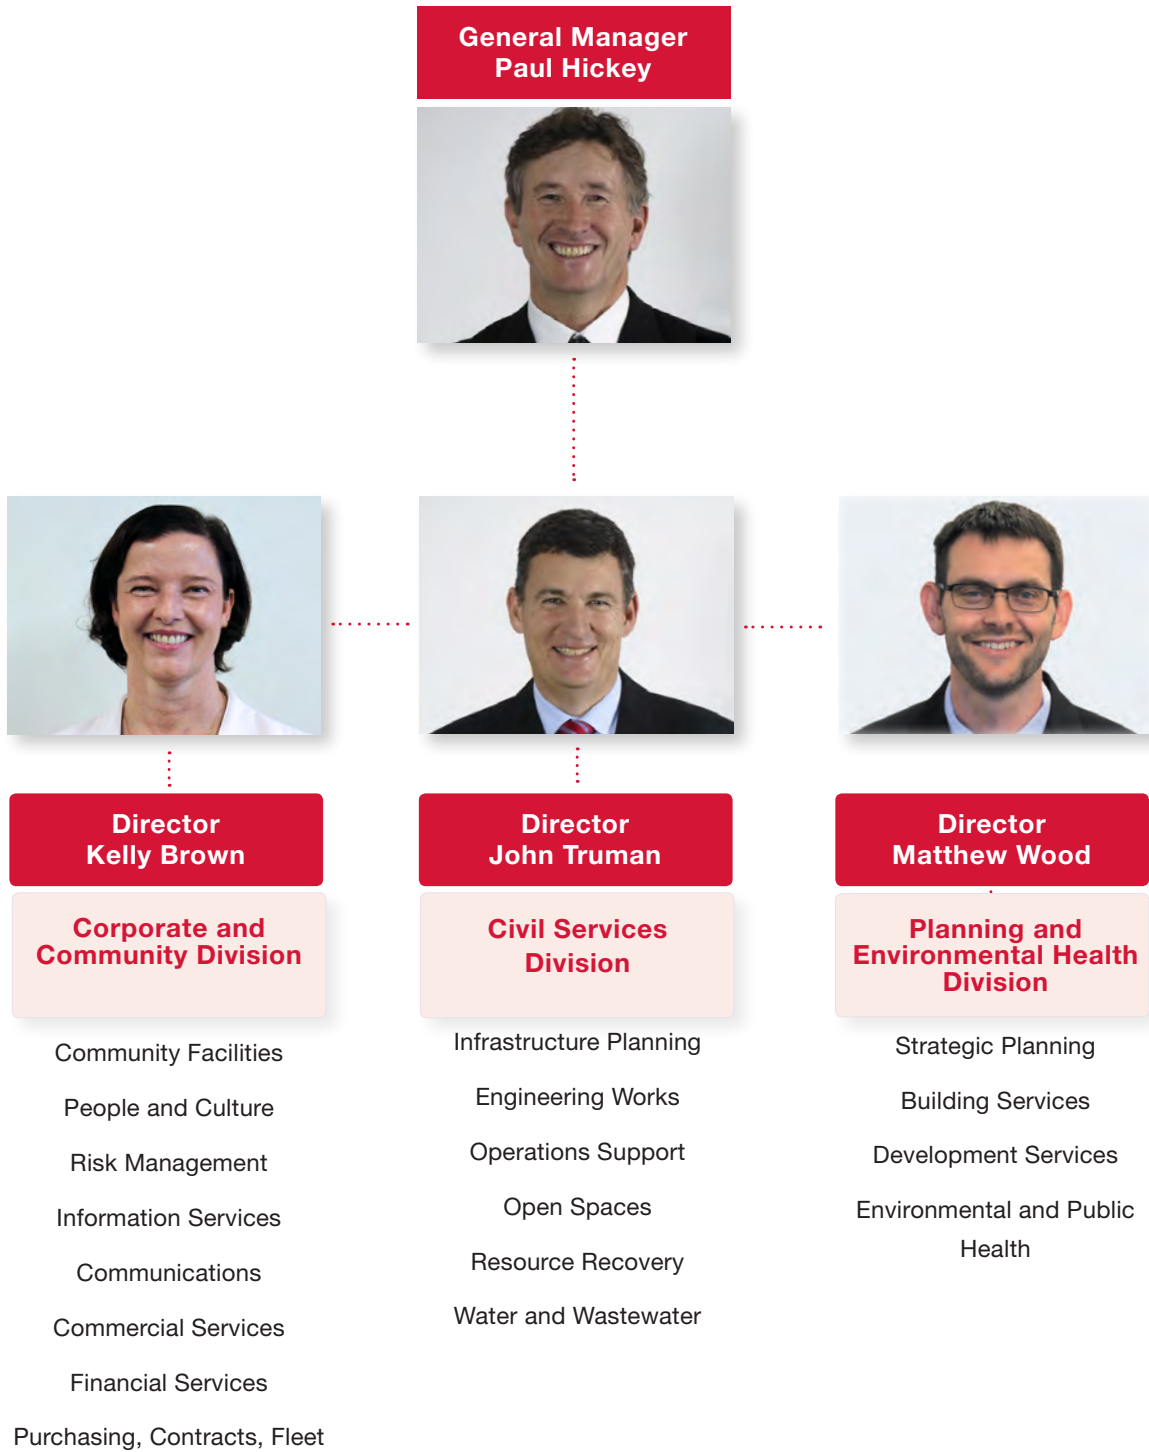 General Manager
Paul Hickey
Director
Kelly Brown
Corporate and
Community Division
Community Facilities
People and Culture
Risk Management
Information Services
Communications
Commercial Services
Financial Services
Purchasing, Contracts, Fleet
Director
John Truman
Civil Services
Division
Infrastructure Planning
Engineering Works
Operations Support
Open Spaces
Resource Recovery
Water and Wastewater
Director
Matthew Wood
Planning and
Environmental Health
Division
Strategic Planning
Building Services
Development Services
Environmental and Public
Health